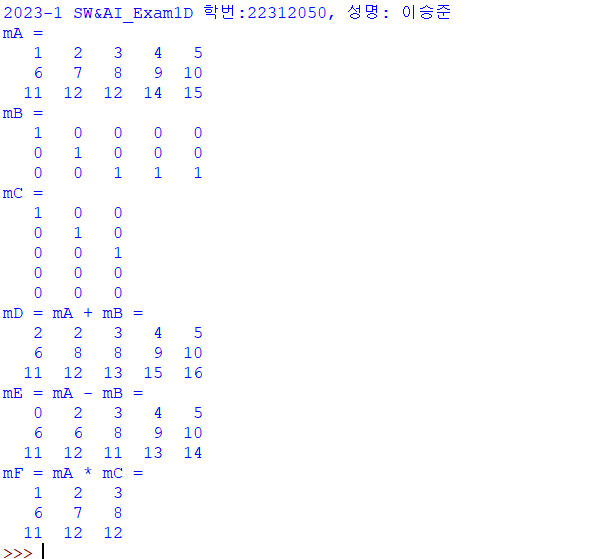 2023-1 SW&AI_Exam1D 학번:22312050, 성명: 이승준
mA =
1 2 3 4 5
6 7 8 9 10
11 12 12 14 15
mB =
1 0 0 0 0
0 1 0 0 0
0 0 1 1 1
mC =
1 0 0
0 1 0
0 0 1
0 0 0
0 0 0
mD = mA + mB =
2 2 3 4 5
6 8 8 9 10
11 12 13 15 16
mE = mA - mB =
0 2 3 4 5
6 6 8 9 10
11 12 11 13 14
mF = mA * mC =
1 2 3
6 7 8
11 12 12
>>>